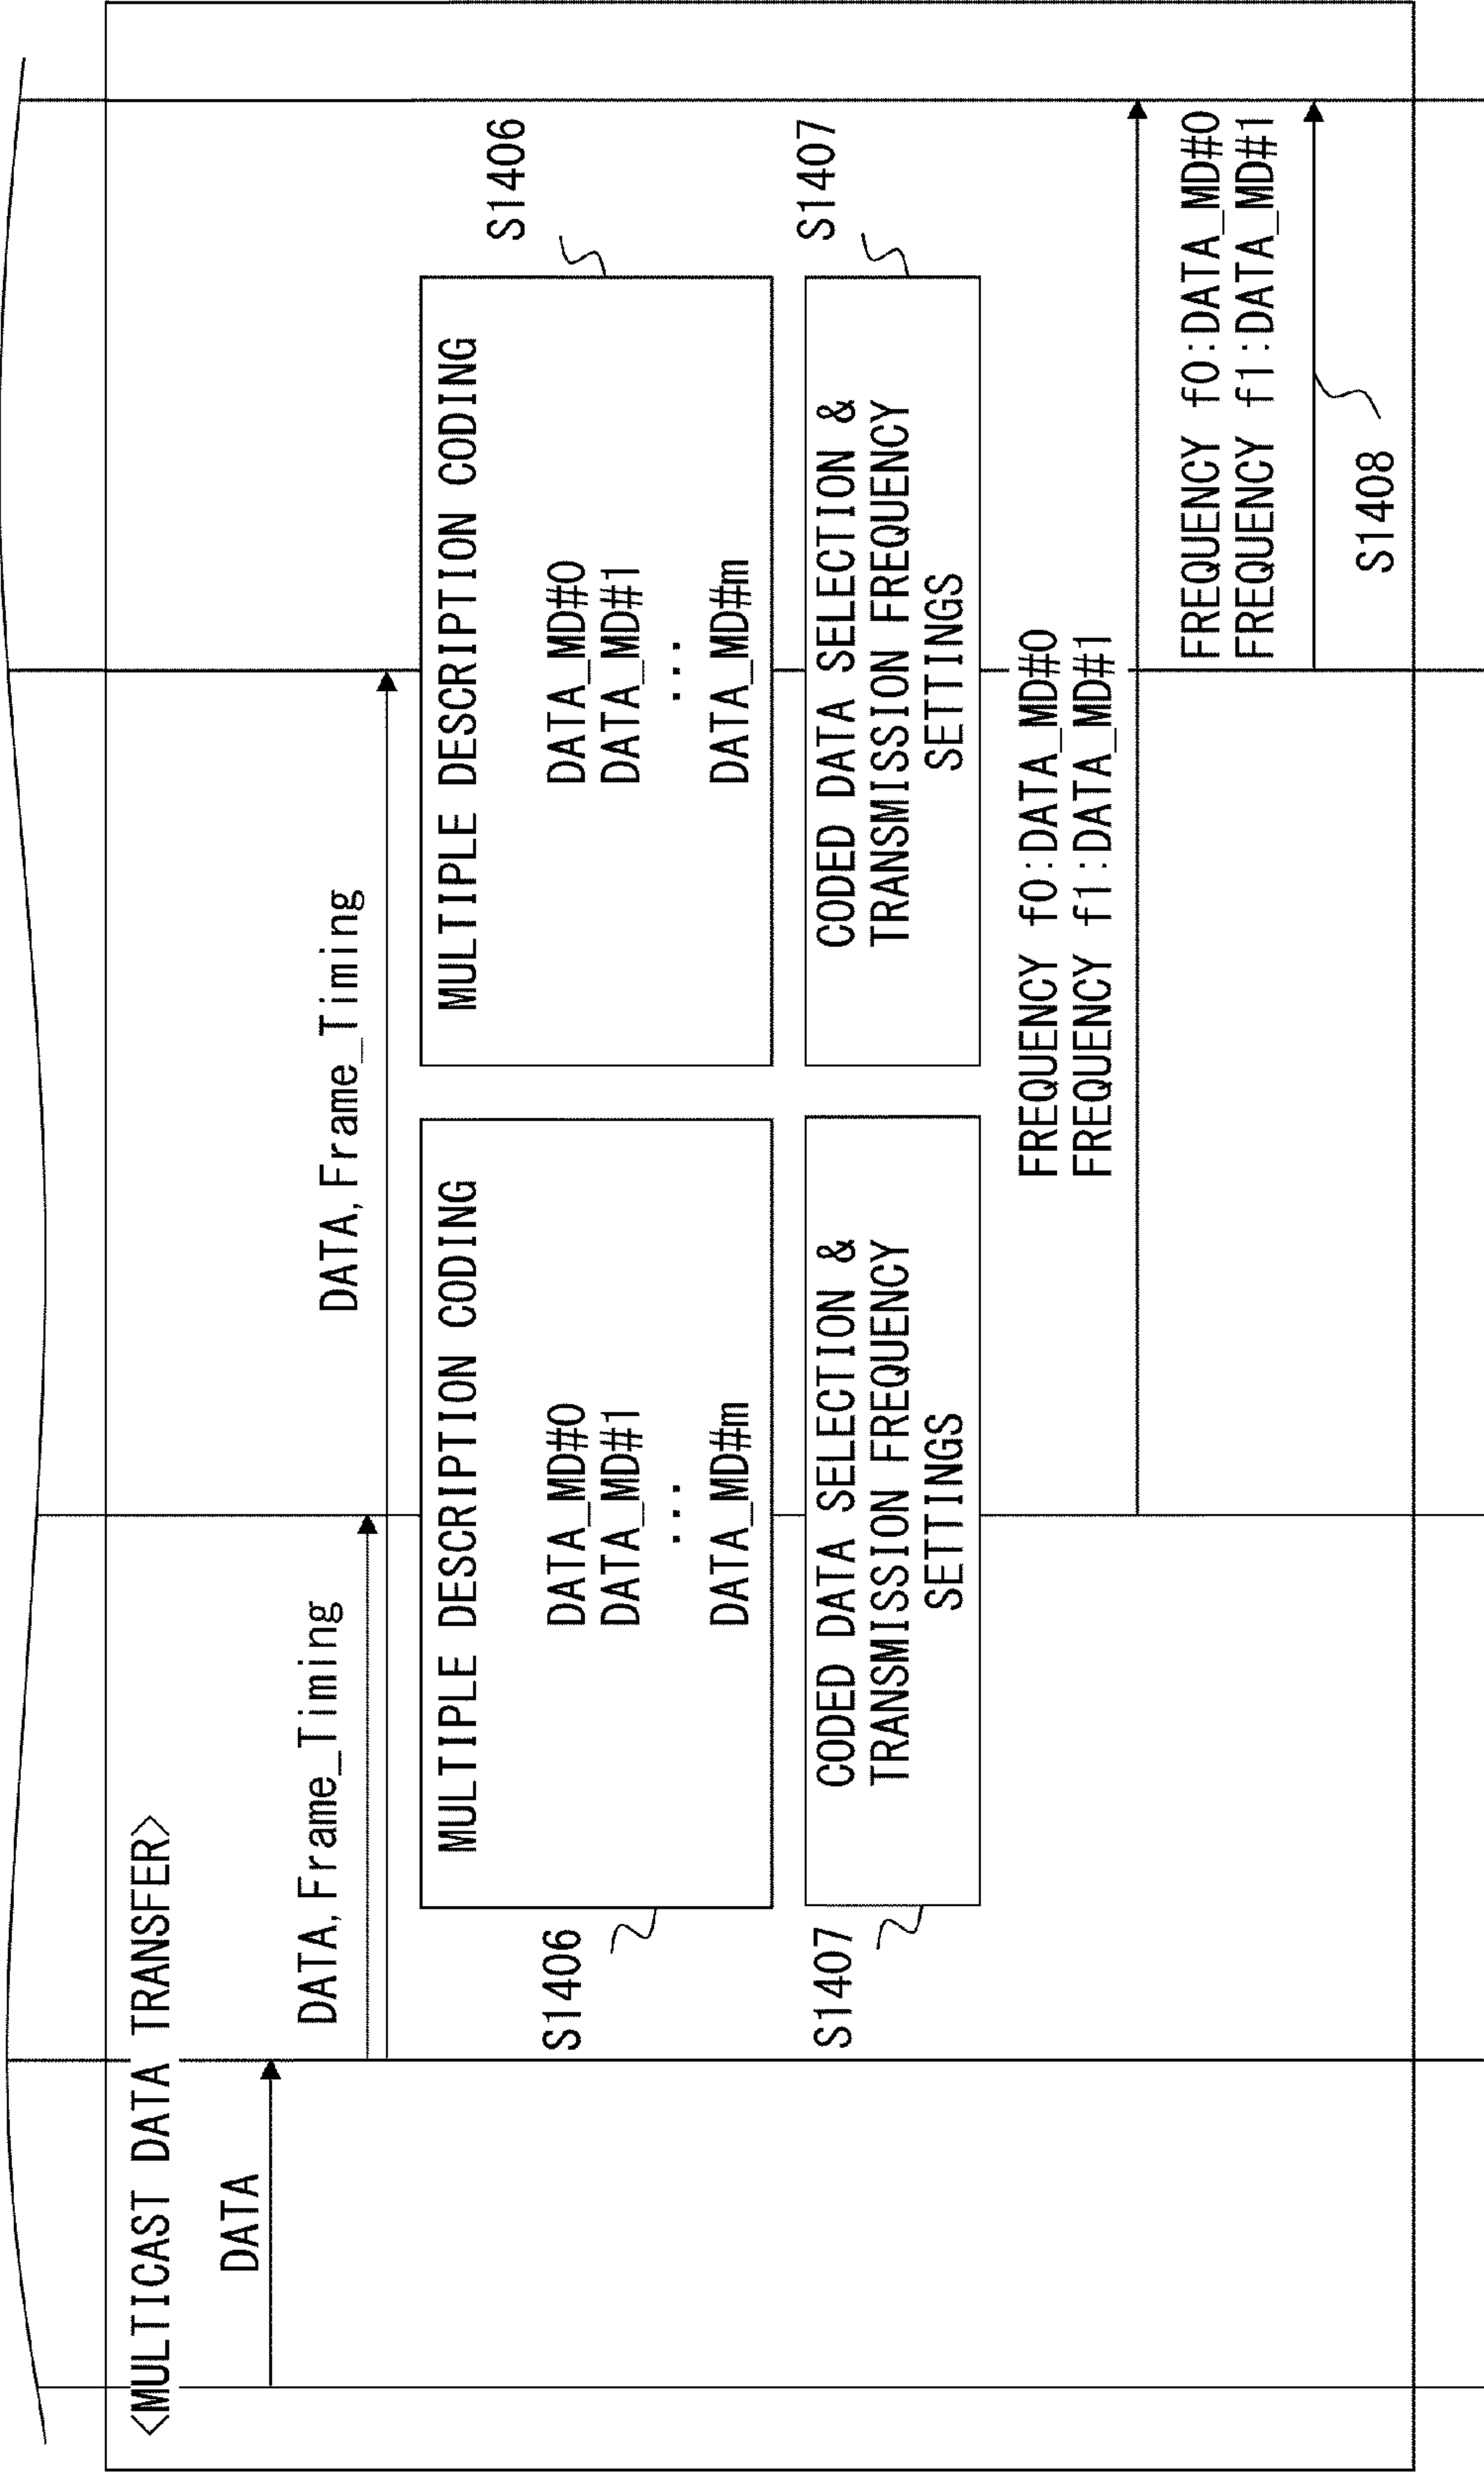 <MULTICAST DATA TRANSFER>
DATA
DATA,Frame_Timing
DATA,Frame_Timing
MULTIPLE DESCRIPTION CODING
DATA_MD#0
DATA_MD#1
...
DATA_MD#m
S1406
MULTIPLE DESCRIPTION CODING
DATA_MD#0
DATA_MD#1
...
DATA_MD#m
S1406
CODED DATA SELECTION &
TRANSMISSION FREQUENCY
SETTINGS
S1407
CODED DATA SELECTION &
TRANSMISSION FREQUENCY
SETTINGS
S1407
FREQUENCY f0:DATA_MD#0
FREQUENCY f1:DATA_MD#1
FREQUENCY f0:DATA_MD#0
FREQUENCY f1:DATA_MD#1
S1408